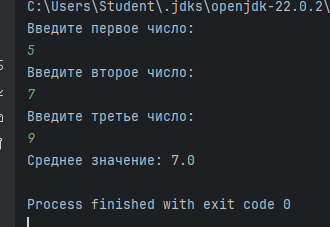 C:\Users\Student\.jdks\openjdk-22.0.2\
Введите первое число:
5
Введите второе число:
7
Введите третье число:
9
Среднее значение: 7.0
Process finished with exit code 0